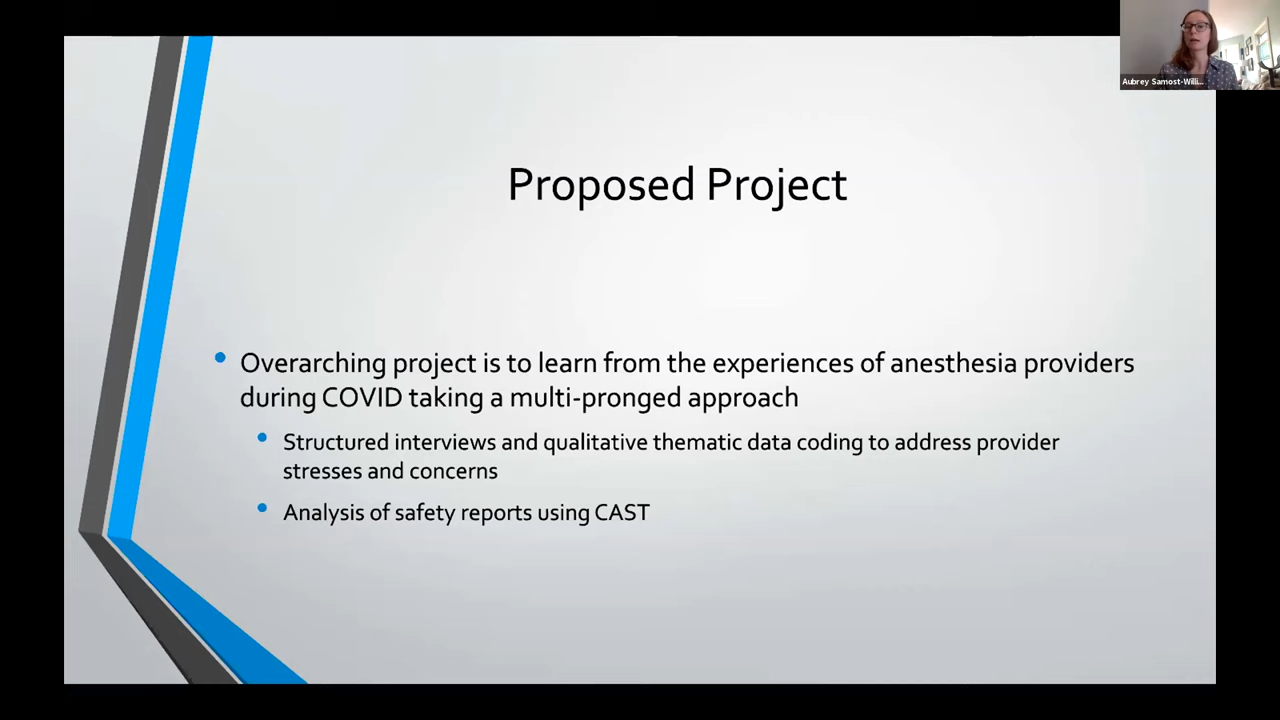 Aubrey Samost-Willi...
Proposed Project
• Overarching project is to learn from the experiences of anesthesia providers
during COVID taking a multi-pronged approach
• Structured interviews and qualitative thematic data coding to address provider
stresses and concerns
• Analysis of safety reports using CAST